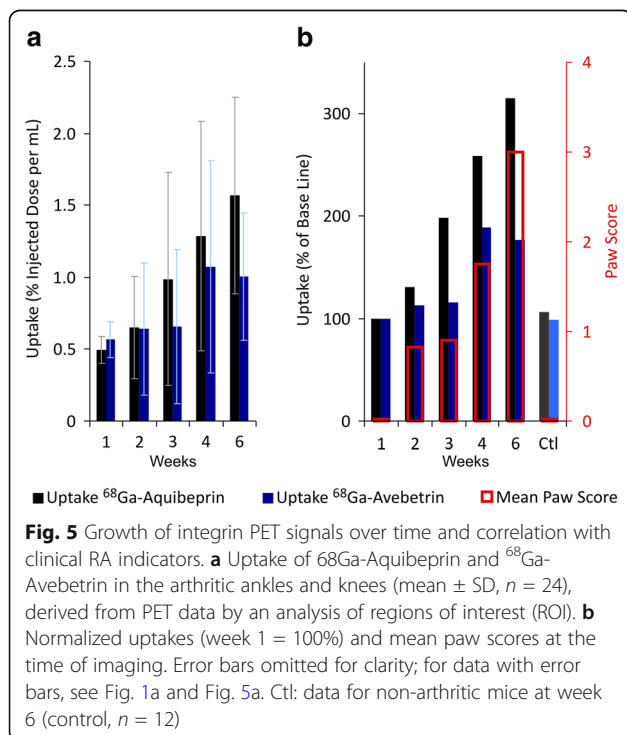 a
b
2.5
2.0
1.5
1.0
0.5
0
Uptake (% Injected Dose per mL)
1 2 3 4 6
Weeks
300
200
100
0
Uptake (% of Base Line)
4
3
2
1
0
Paw Score
1 2 3 4 6 Ctl
Weeks
Uptake ⁶⁸Ga-Aquibeprin Uptake ⁶⁸Ga-Avebetrin Mean Paw Score
Fig. 5 Growth of integrin PET signals over time and correlation with
clinical RA indicators. a Uptake of 68Ga-Aquibeprin and ⁶⁸Ga-
Avebetrin in the arthritic ankles and knees (mean ± SD, n = 24),
derived from PET data by an analysis of regions of interest (ROI). b
Normalized uptakes (week 1 = 100%) and mean paw scores at the
time of imaging. Error bars omitted for clarity; for data with error
bars, see Fig. 1a and Fig. 5a. Ctl: data for non-arthritic mice at week
6 (control, n = 12)